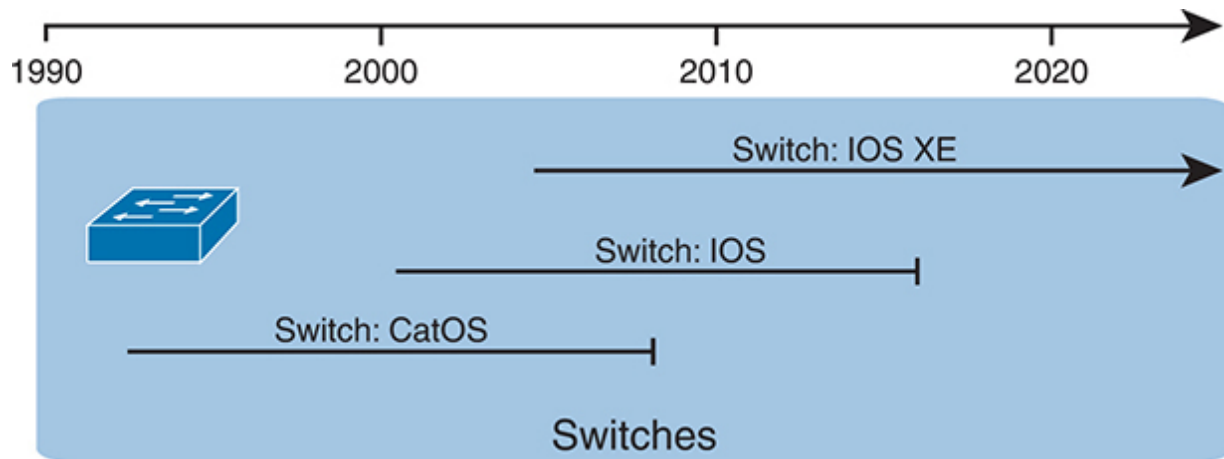 1990 2000 2010 2020
Switch: IOS XE
Switch: IOS
Switch: CatOS
Switches